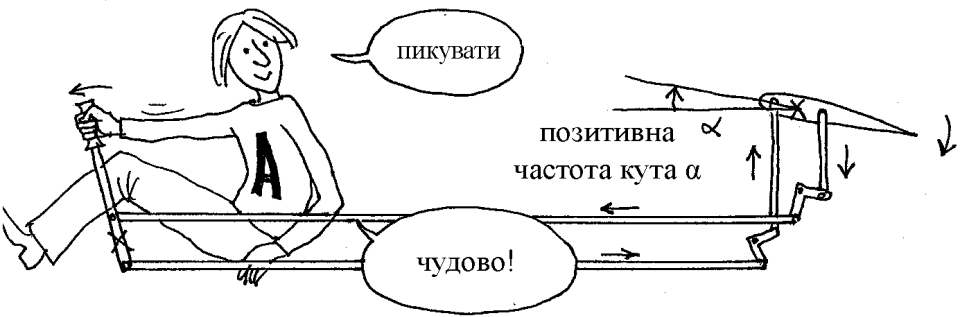 пикувати
позитивна
частота кута α
α
А
чудово!